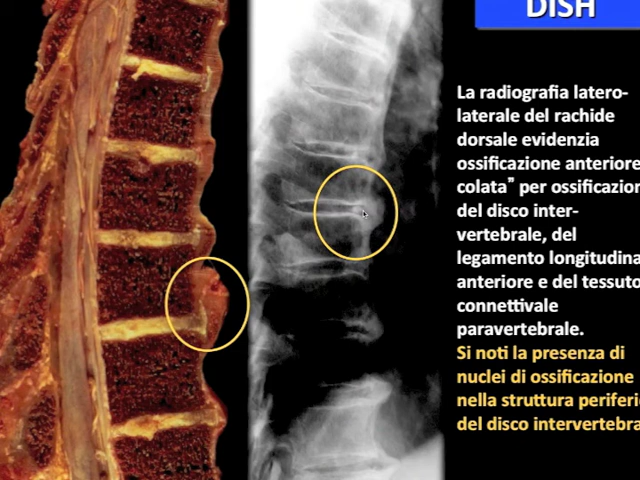 DISH
La radiografia latero-
laterale del rachide
dorsale evidenzia
ossificazione anteriore
colata” per ossificazion
del disco inter-
vertebrale, del
legamento longitudina
anteriore e del tessuto
connettivale
paravertebrale.
Si noti la presenza di
nuclei di ossificazione
nella struttura periferi
del disco intervertebra